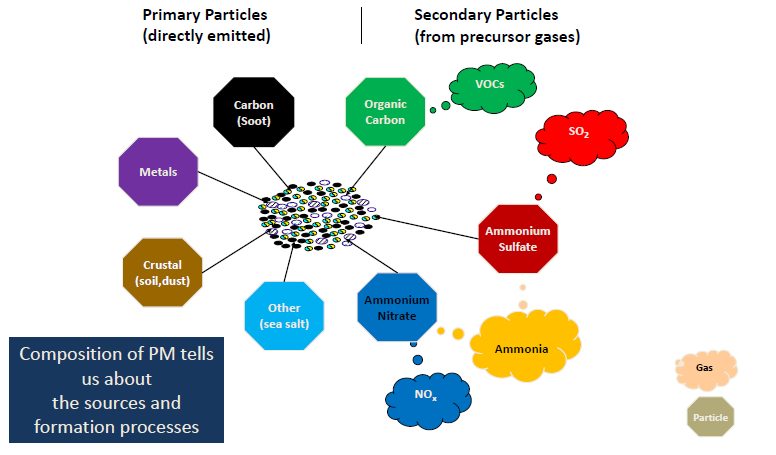 Primary Particles
(directly emitted)
Secondary Particles
(from precursor gases)
VOCs
Carbon
(Soot)
Organic
Carbon
SO2
Metals
Ammonium
Sulfate
Crustal
(soil,dust)
Other
(sea salt)
Ammonium
Nitrate
Ammonia
Composition of PM tells
us about
the sources and
formation processes
NOx
Gas
Particle